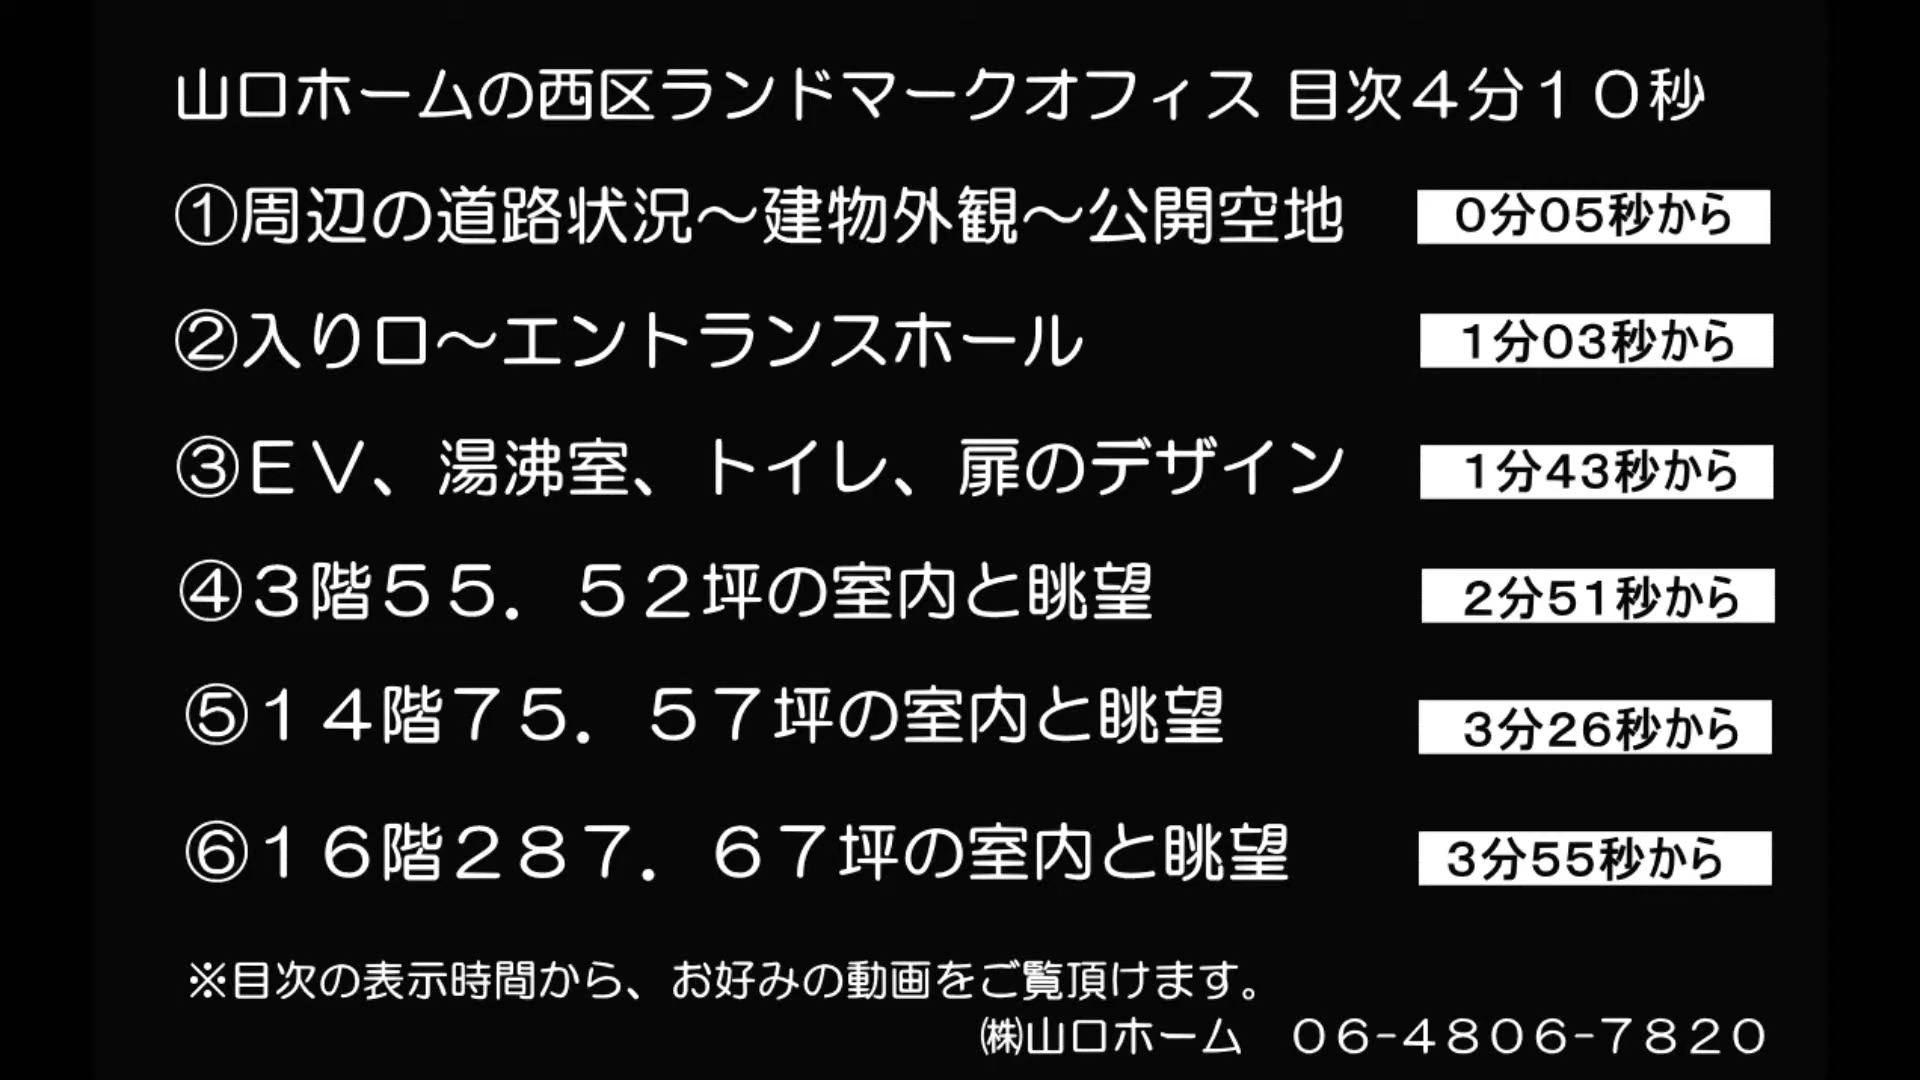 山口ホームの西区ランドマークオフィス 目次４分１０秒
①周辺の道路状況～建物外観～公開空地 0分05秒から
②入り口～エントランスホール 1分03秒から
③ＥＶ、湯沸室、トイレ、扉のデザイン 1分43秒から
④３階５５．５２坪の室内と眺望 2分51秒から
⑤１４階７５．５７坪の室内と眺望 3分26秒から
⑥１６階２８７．６７坪の室内と眺望 3分55秒から
※目次の表示時間から、お好みの動画をご覧頂けます。
㈱山口ホーム　０６-４８０６-７８２０